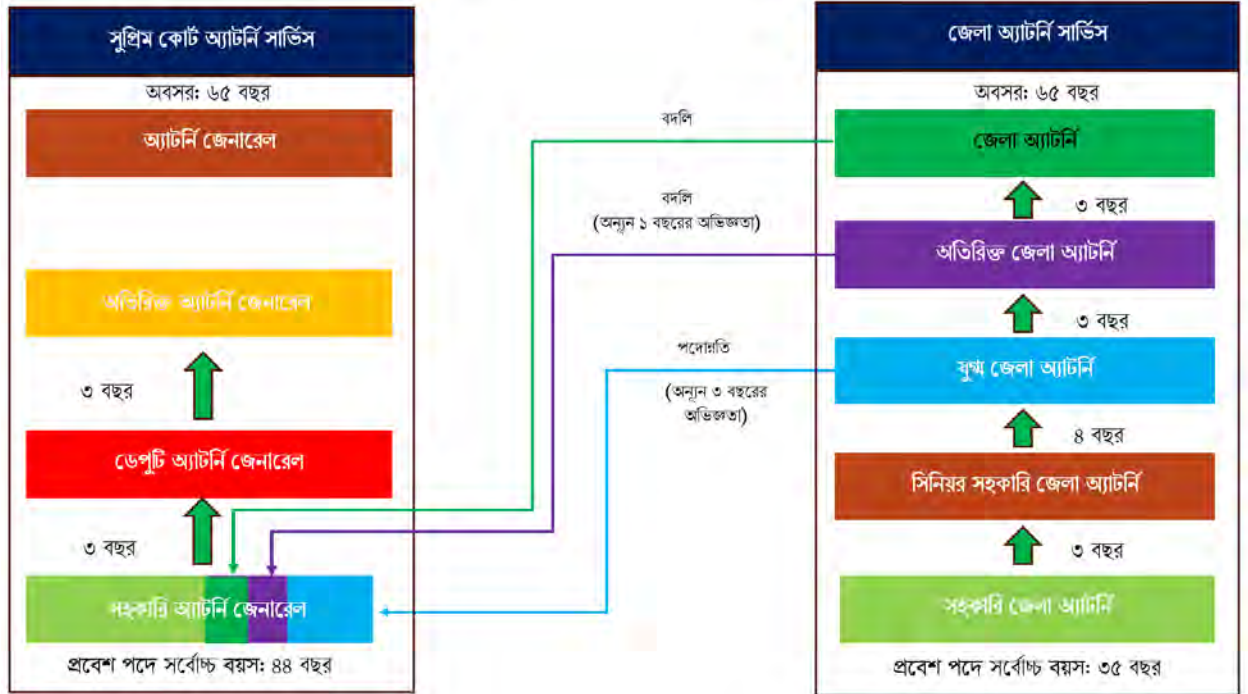 সুপ্রিম কোর্ট অ্যাটর্নি সার্ভিস
অবসর: ৬৫ বছর
অ্যাটর্নি জেনারেল
অতিরিক্ত অ্যাটর্নি জেনারেল
৩ বছর
ডেপুটি অ্যাটর্নি জেনারেল
৩ বছর
সহকারি অ্যাটর্নি জেনারেল
প্রবেশ পদে সর্বোচ্চ বয়স: ৪৪ বছর
বদলি
বদলি
(অন্যূন ১ বছরের অভিজ্ঞতা)
পদোন্নতি
(অন্যূন ৩ বছরের
অভিজ্ঞতা)
জেলা অ্যাটর্নি সার্ভিস
অবসর: ৬৫ বছর
জেলা অ্যাটর্নি
৩ বছর
অতিরিক্ত জেলা অ্যাটর্নি
৩ বছর
যুগ্ম জেলা অ্যাটর্নি
৪ বছর
সিনিয়র সহকারি জেলা অ্যাটর্নি
৩ বছর
সহকারি জেলা অ্যাটর্নি
প্রবেশ পদে সর্বোচ্চ বয়স: ৩৫ বছর